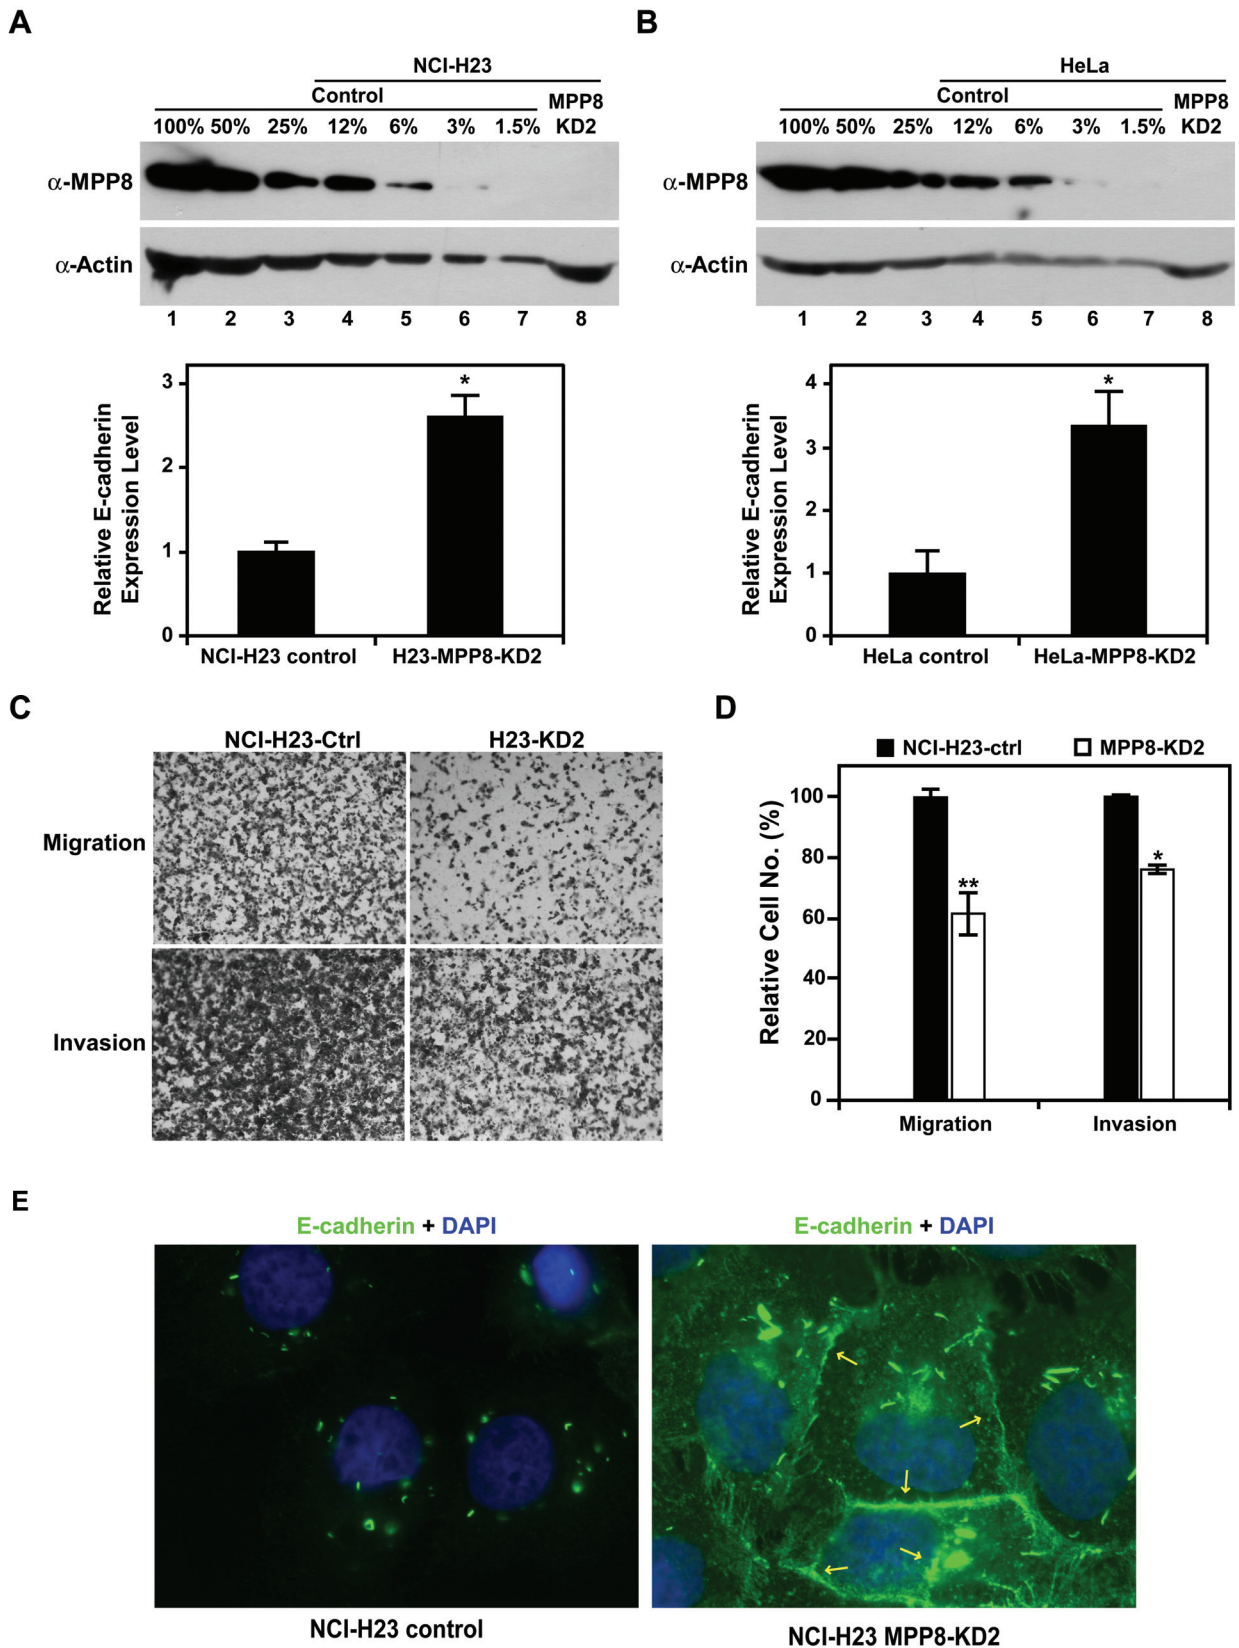 A
NCI-H23
Control
MPP8
100% 50% 25% 12% 6% 3% 1.5% KD2
α-MPP8
α-Actin
1 2 3 4 5 6 7 8
Relative E-cadherin
Expression Level
3
2
1
0
*
NCI-H23 control
H23-MPP8-KD2
B
HeLa
Control
MPP8
100% 50% 25% 12% 6% 3% 1.5% KD2
α-MPP8
α-Actin
1 2 3 4 5 6 7 8
Relative E-cadherin
Expression Level
4
3
2
1
0
*
HeLa control
HeLa-MPP8-KD2
C
NCI-H23-Ctrl
H23-KD2
Migration
Invasion
D
NCI-H23-ctrl
MPP8-KD2
Relative Cell No. (%)
100
80
60
40
20
0
**
*
Migration
Invasion
E
E-cadherin + DAPI
E-cadherin + DAPI
NCI-H23 control
NCI-H23 MPP8-KD2